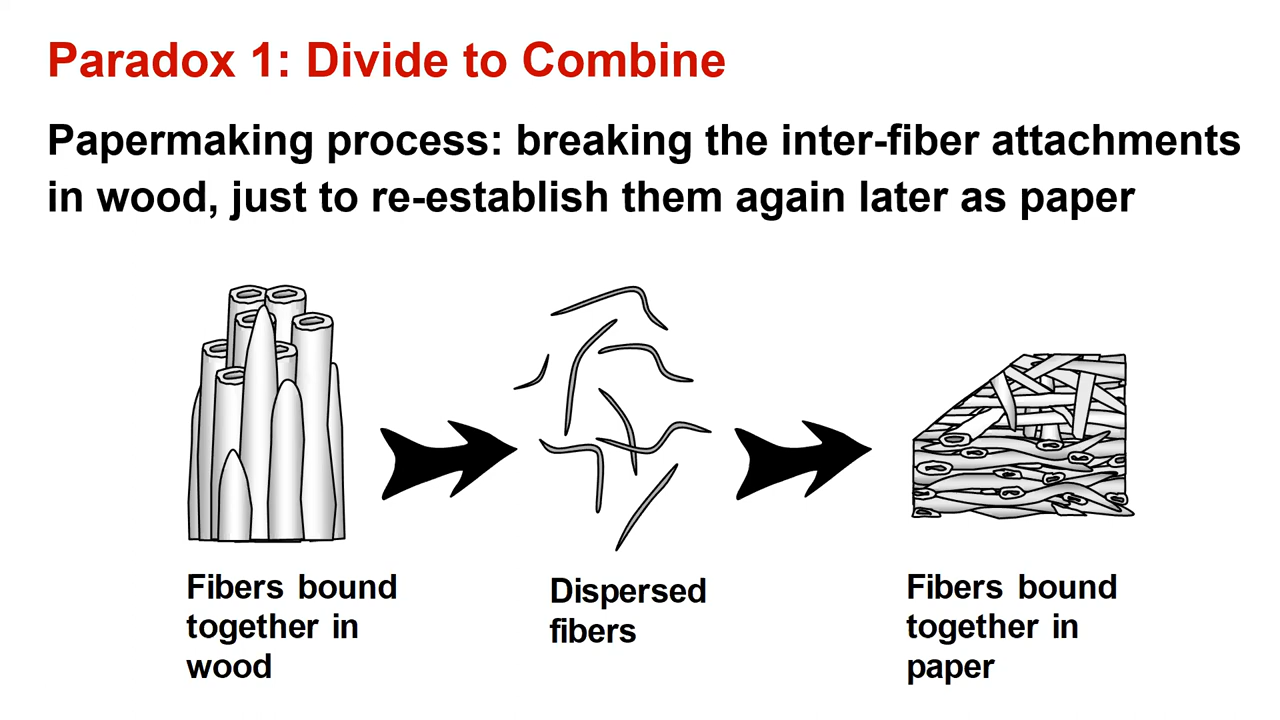 Paradox 1: Divide to Combine
Papermaking process: breaking the inter-fiber attachments
in wood, just to re-establish them again later as paper
Fibers bound
together in
wood
Dispersed
fibers
Fibers bound
together in
paper